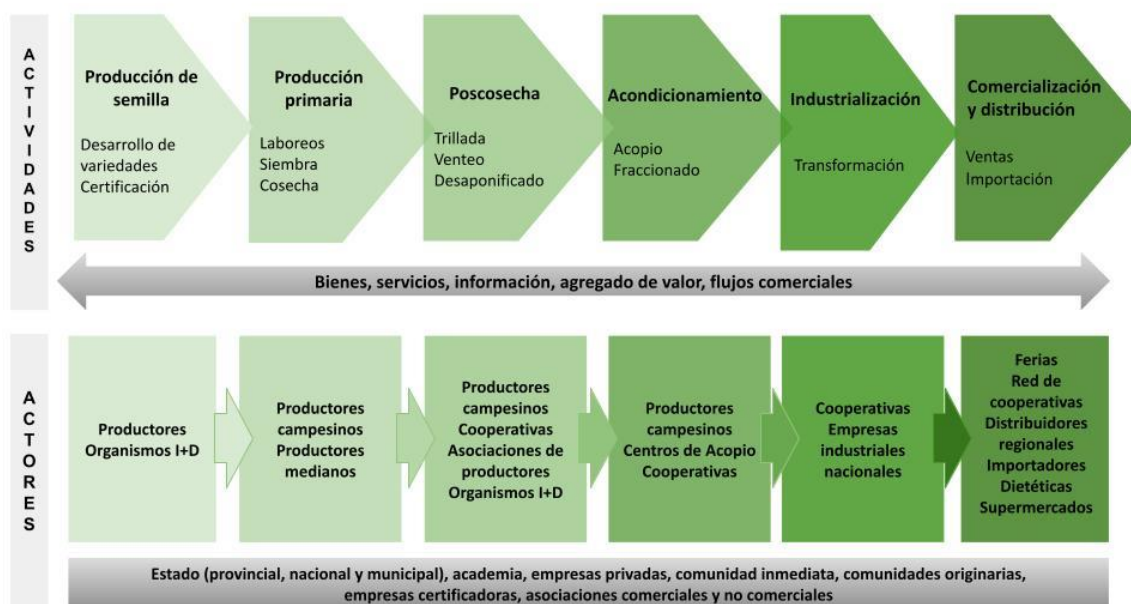 ACTIVIDADES
Producción de
semilla
Desarrollo de
variedades
Certificación
Producción
primaria
Laboreos
Siembra
Cosecha
Poscosecha
Trillada
Venteo
Desaponificado
Acondicionamiento
Acopio
Fraccionado
Industrialización
Transformación
Comercialización
y distribución
Ventas
Importación
Bienes, servicios, información, agregado de valor, flujos comerciales
ACTORES
Productores
Organismos I+D
Productores
campesinos
Productores
medianos
Productores
campesinos
Cooperativas
Asociaciones de
productores
Organismos I+D
Productores
campesinos
Centros de Acopio
Cooperativas
Cooperativas
Empresas
industriales
nacionales
Ferias
Red de
cooperativas
Distribuidores
regionales
Importadores
Dietéticas
Supermercados
Estado (provincial, nacional y municipal), academia, empresas privadas, comunidad inmediata, comunidades originarias,
empresas certificadoras, asociaciones comerciales y no comerciales